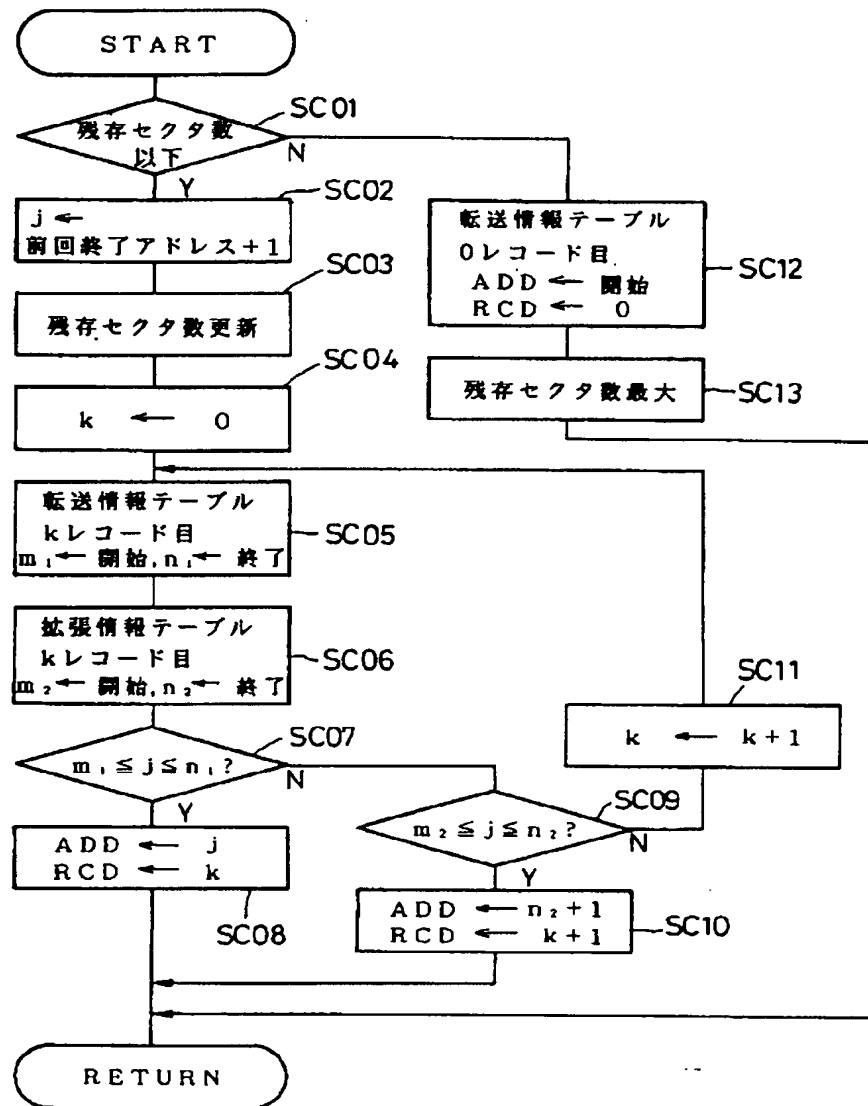 START
SC01
残存セクタ数
以下
N
Y
SC02
j ←
前回終了アドレス+1
SC03
残存セクタ数更新
SC04
k ← 0
転送情報テーブル
kレコード目
m₁← 開始, n₁← 終了
SC05
拡張情報テーブル
kレコード目
m₂← 開始, n₂← 終了
SC06
SC07
m₁≦j≦n₁?
N
Y
ADD ← j
RCD ← k
SC08
SC09
m₂≦j≦n₂?
N
Y
ADD ← n₂+1
RCD ← k+1
SC10
SC11
k ← k+1
転送情報テーブル
0レコード目
ADD ← 開始
RCD ← 0
SC12
残存セクタ数最大
SC13
RETURN